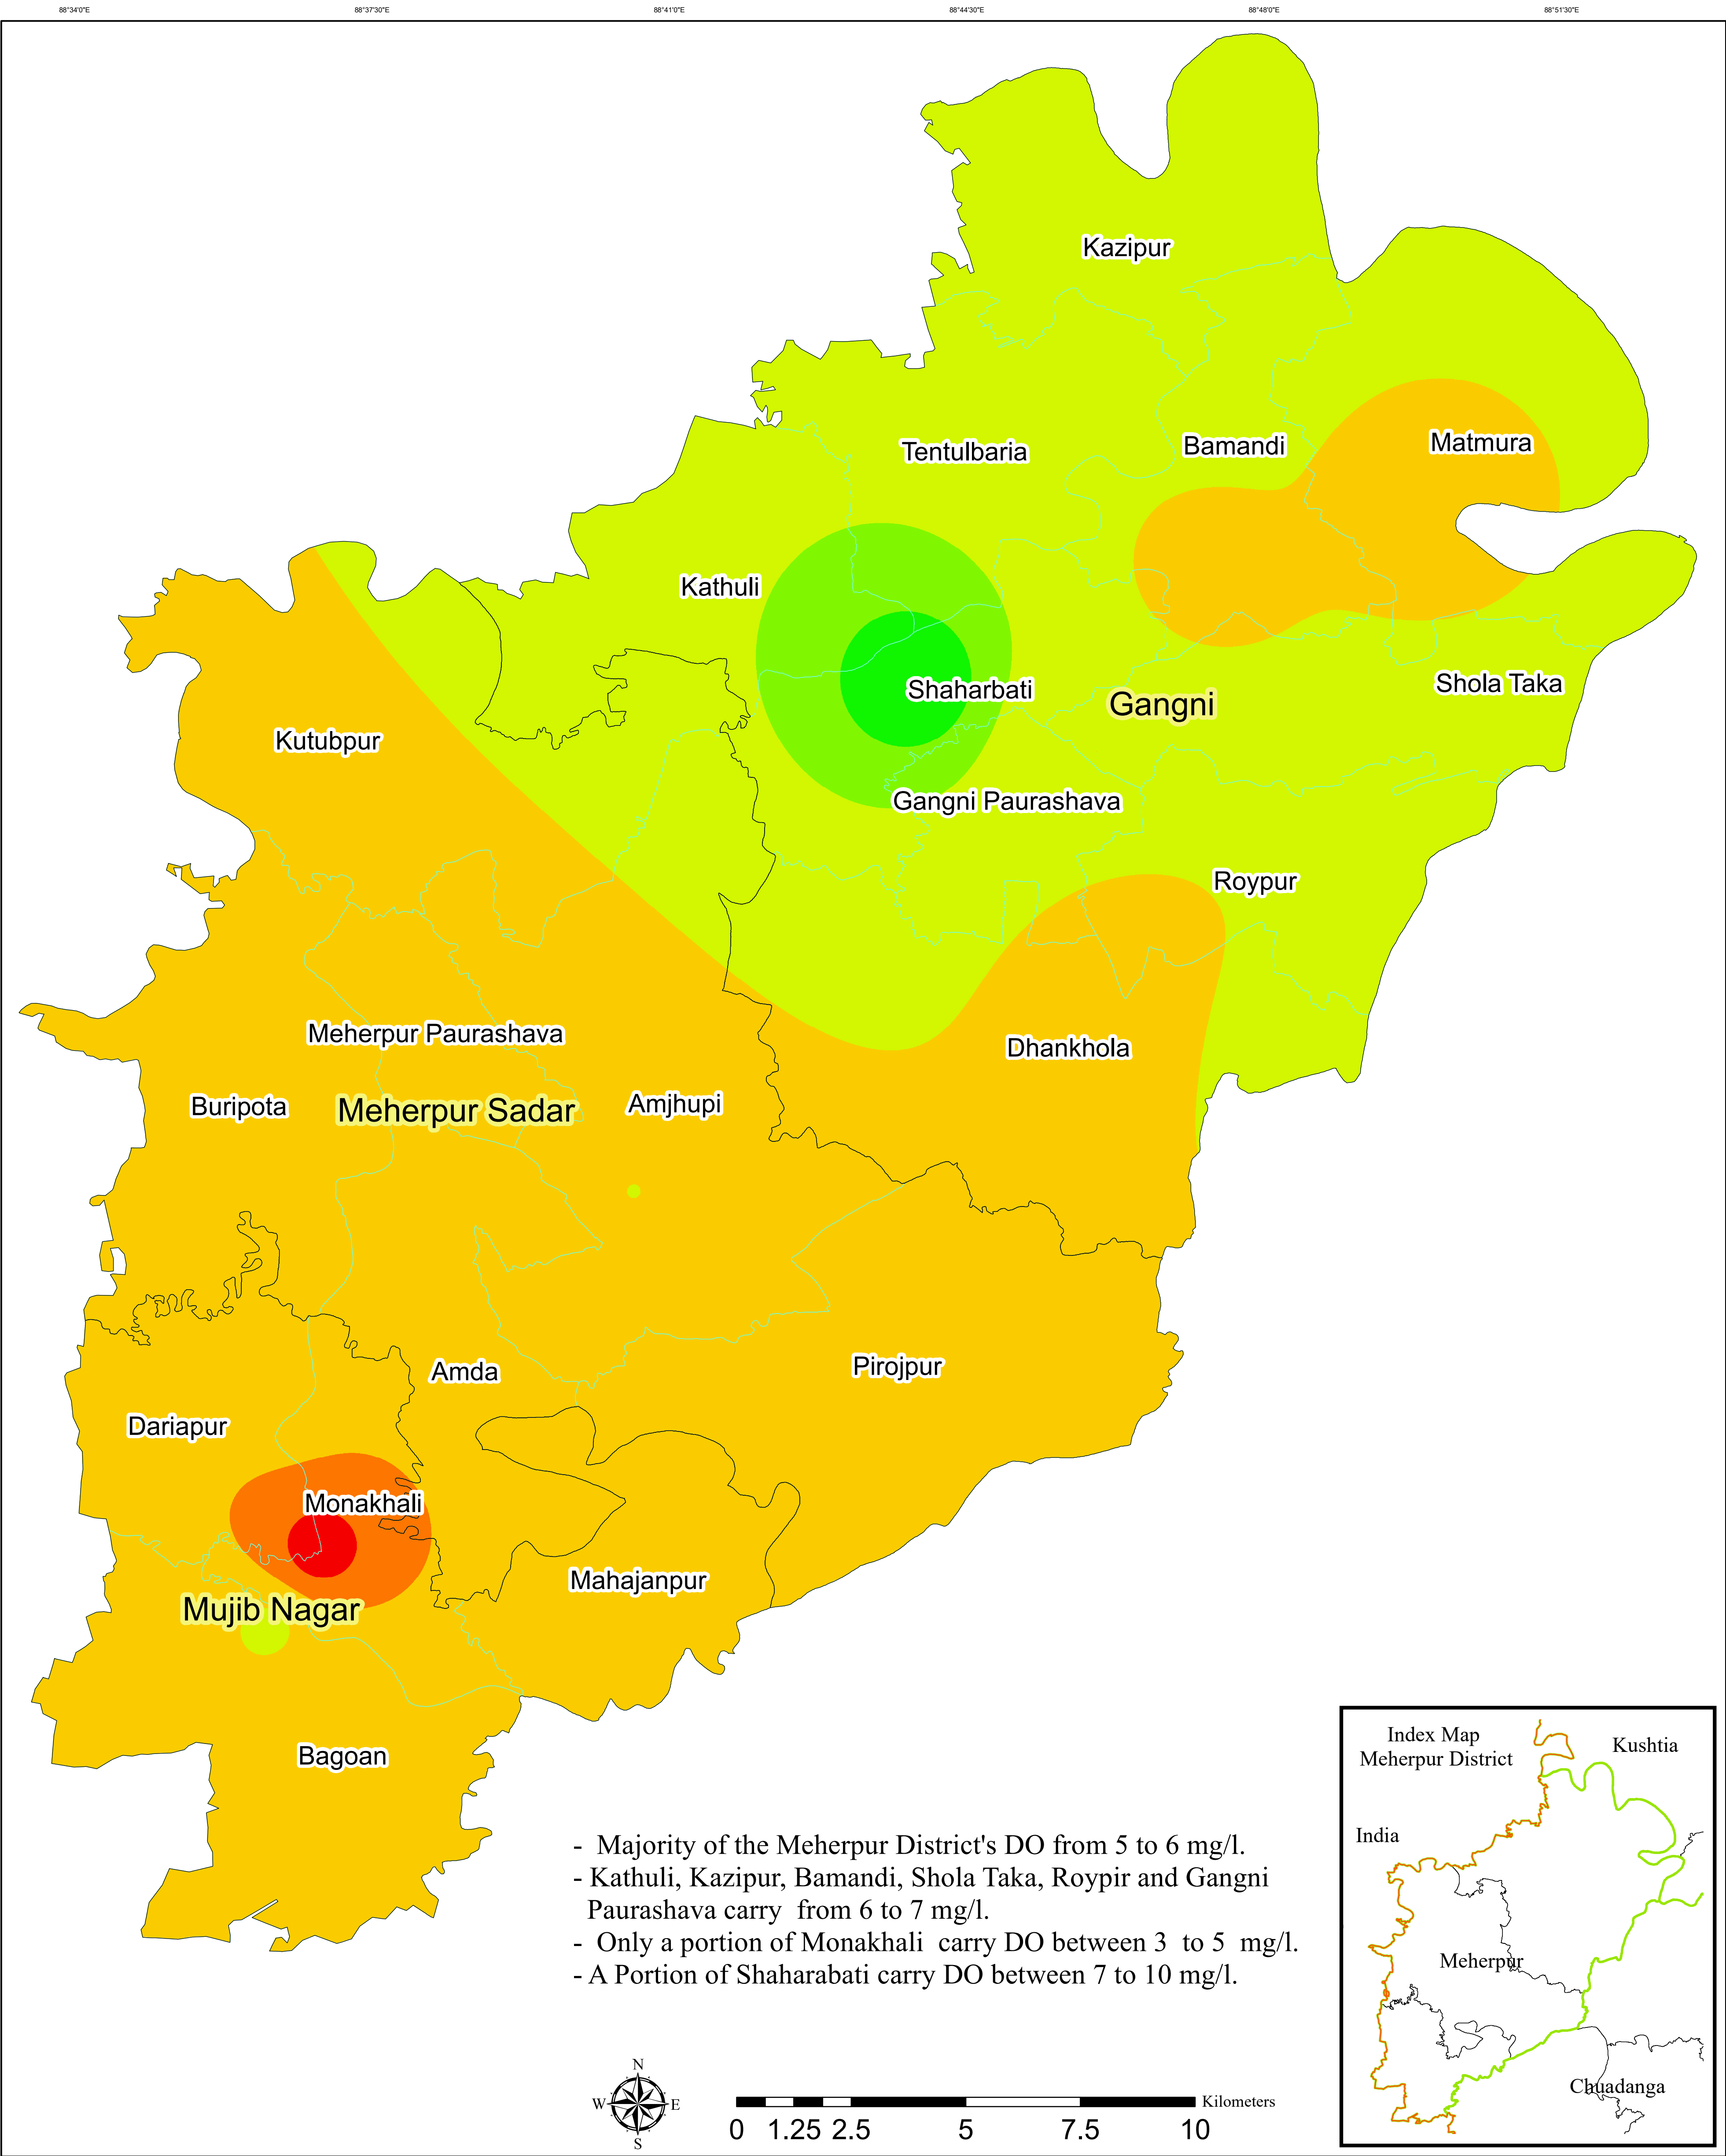 88°34'0"E
88°37'30"E
88°41'0"E
88°44'30"E
88°48'0"E
88°51'30"E
Kazipur
Tentulbaria
Bamandi
Matmura
Kathuli
Shaharbati
Gangni
Shola Taka
Kutubpur
Gangni Paurashava
Roypur
Meherpur Paurashava
Dhankhola
Buripota
Meherpur Sadar
Amjhupi
Amda
Pirojpur
Dariapur
Monakhali
Mahajanpur
Mujib Nagar
Bagoan
- Majority of the Meherpur District's DO from 5 to 6 mg/l.
- Kathuli, Kazipur, Bamandi, Shola Taka, Roypir and Gangni
Paurashava carry from 6 to 7 mg/l.
- Only a portion of Monakhali carry DO between 3 to 5 mg/l.
- A Portion of Shaharabati carry DO between 7 to 10 mg/l.
N
W
E
S
Kilometers
0 1.25 2.5 5 7.5 10
Index Map
Meherpur District
Kushtia
India
Meherpur
Chuadanga